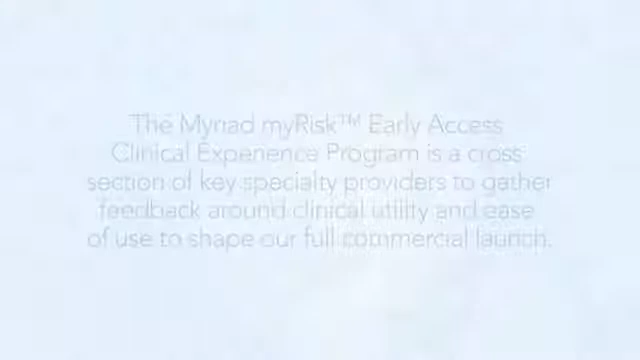 The Myriad myRisk™ Early Access
Clinical Experience Program is a cross
section of key specialty providers to gather
feedback around clinical utility and ease
of use to shape our full commercial launch.